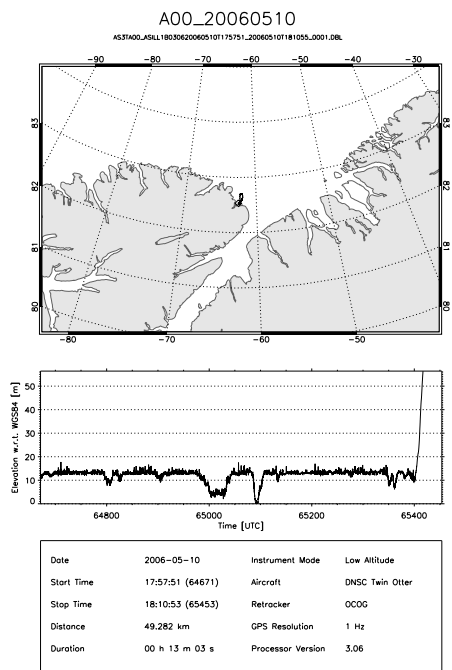 A00_20060510
AS3TA00_ASILL1B030620060510T175751_20060510T181055_0001.DBL
-90 -80 -70 -60 -50 -40 -30
83 83
82 82
81 81
80 80
-80 -70 -60 -50
Elevation w.r.t. WGS84 [m]
50
40
30
20
10
0
64800 65000 65200 65400
Time [UTC]
Date 2006-05-10 Instrument Mode Low Altitude
Start Time 17:57:51 (64671) Aircraft DNSC Twin Otter
Stop Time 18:10:53 (65453) Retracker OCOG
Distance 49.282 km GPS Resolution 1 Hz
Duration 00 h 13 m 03 s Processor Version 3.06